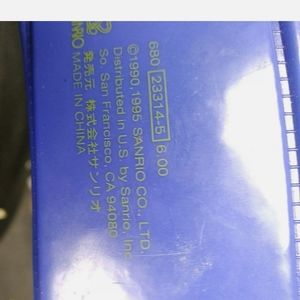 680 23314-5 6.00
©1990,1995 SANRIO CO., LTD.
Distributed in U.S. by Sanrio, Inc.
So. San Francisco, CA 94080
発売元 株式会社サンリオ
MADE IN CHINA